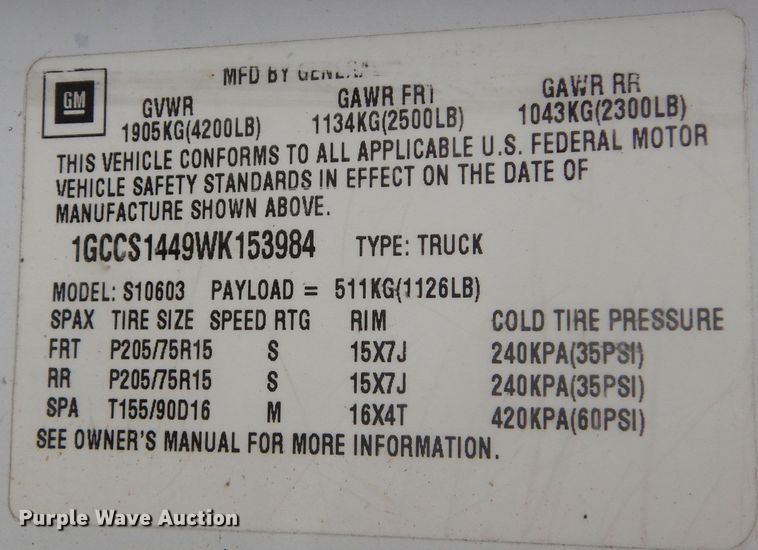 MFD BY
GM
GVWR GAWR FRT GAWR RR
1905KG(4200LB) 1134KG(2500LB) 1043KG(2300LB)
THIS VEHICLE CONFORMS TO ALL APPLICABLE U.S. FEDERAL MOTOR
VEHICLE SAFETY STANDARDS IN EFFECT ON THE DATE OF
MANUFACTURE SHOWN ABOVE.
1GCCS1449WK153984 TYPE: TRUCK
MODEL: S10603 PAYLOAD = 511KG(1126LB)
SPAX TIRE SIZE SPEED RTG RIM COLD TIRE PRESSURE
FRT P205/75R15 S 15X7J 240KPA(35PSI)
RR P205/75R15 S 15X7J 240KPA(35PSI)
SPA T155/90D16 M 16X4T 420KPA(60PSI)
SEE OWNER'S MANUAL FOR MORE INFORMATION.
Purple Wave Auction